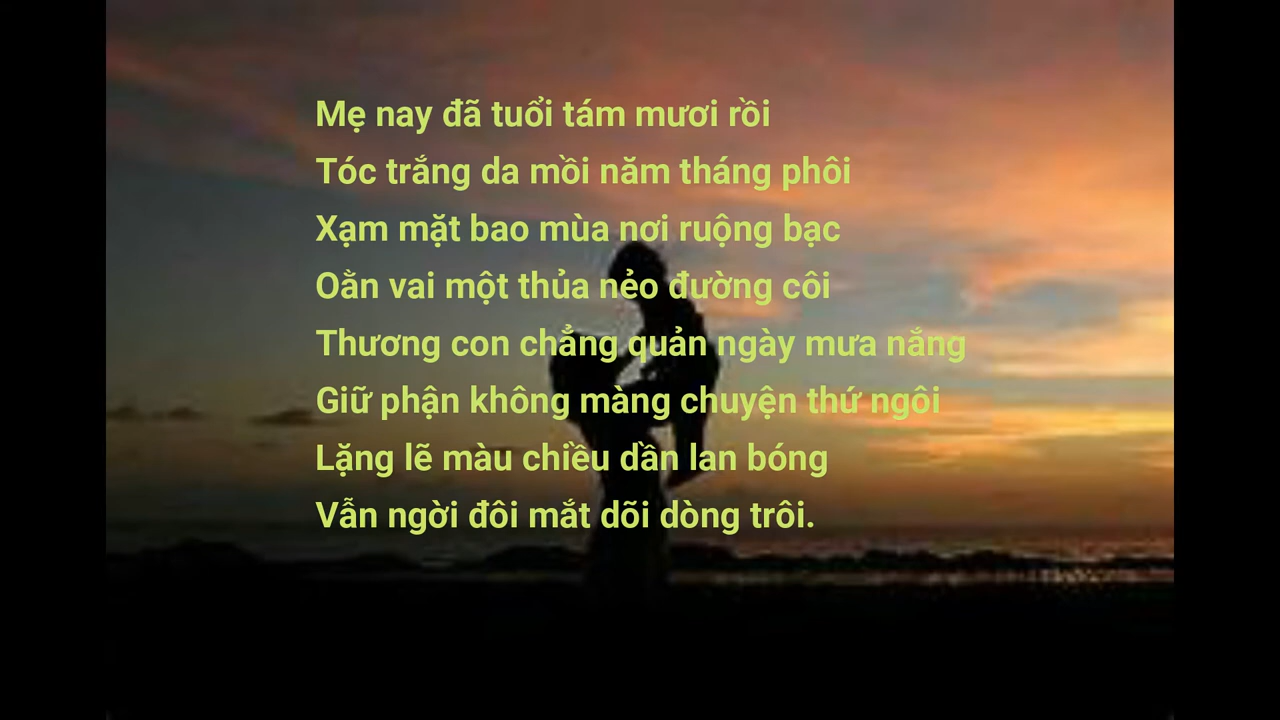 Mẹ nay đã tuổi tám mươi rồi
Tóc trắng da mồi năm tháng phôi
Xạm mặt bao mùa nơi ruộng bạc
Oằn vai một thủa nẻo đường côi
Thương con chẳng quản ngày mưa nắng
Giữ phận không màng chuyện thứ ngôi
Lặng lẽ màu chiều dần lan bóng
Vẫn ngời đôi mắt dõi dòng trôi.